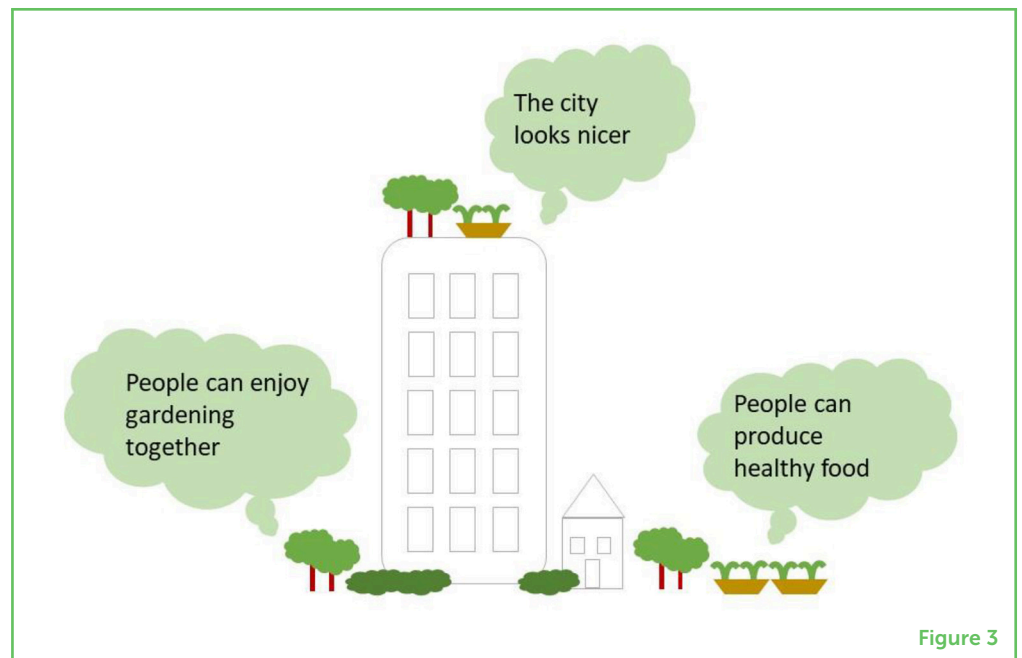 The city
looks nicer
People can enjoy
gardening
together
People can
produce
healthy food
Figure 3